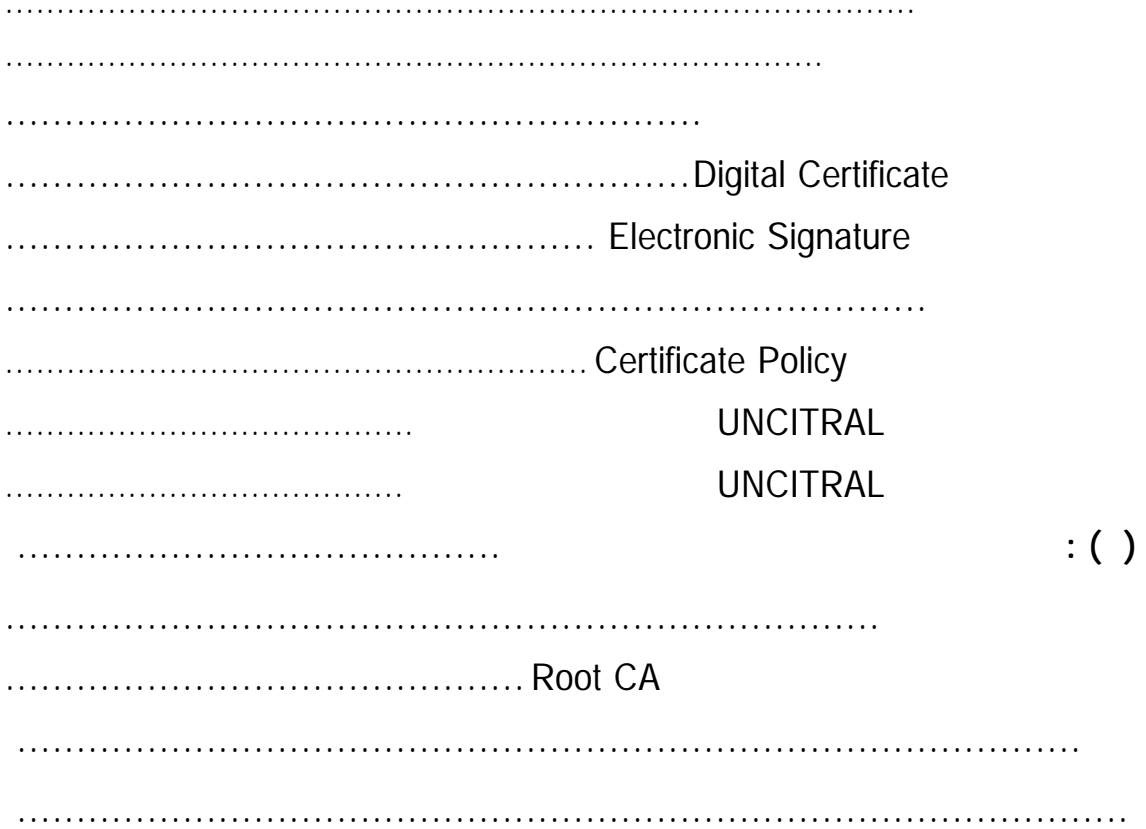 ........................................................................................
................................................................................
...........................................................
..........................................................Digital Certificate
.................................................. Electronic Signature
..............................................................................
......................................................Certificate Policy
....................................... UNCITRAL
...................................... UNCITRAL
......................................... : ( )
..........................................................................
............................................Root CA
..........................................................................................
..............................................................................................